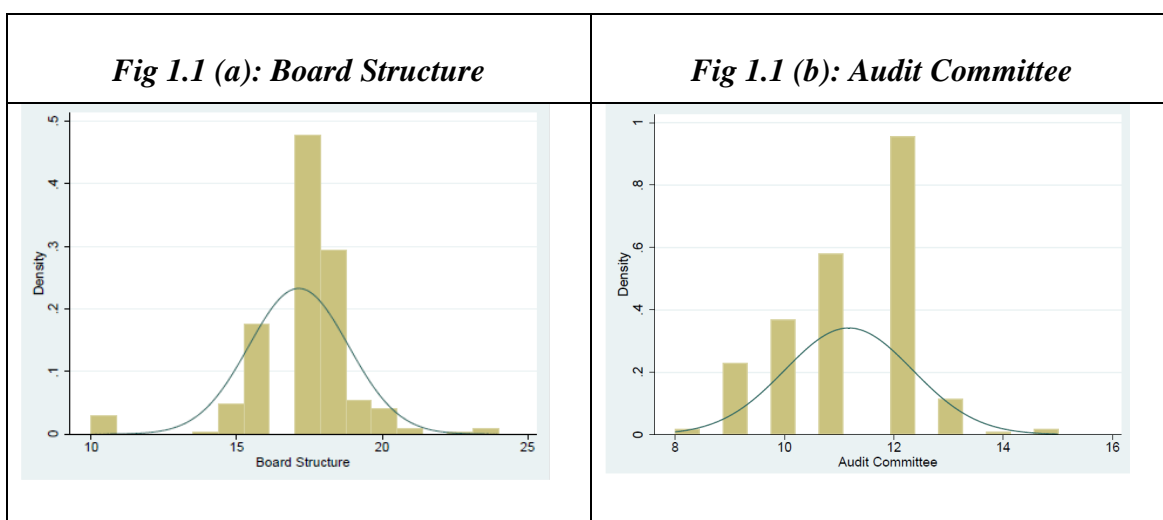 Fig 1.1 (a): Board Structure
Fig 1.1 (b): Audit Committee
.5
.4
.3
.2
.1
0
Density
10 15 20 25
Board Structure
1
.8
.6
.4
.2
0
Density
8 10 12 14 16
Audit Committee